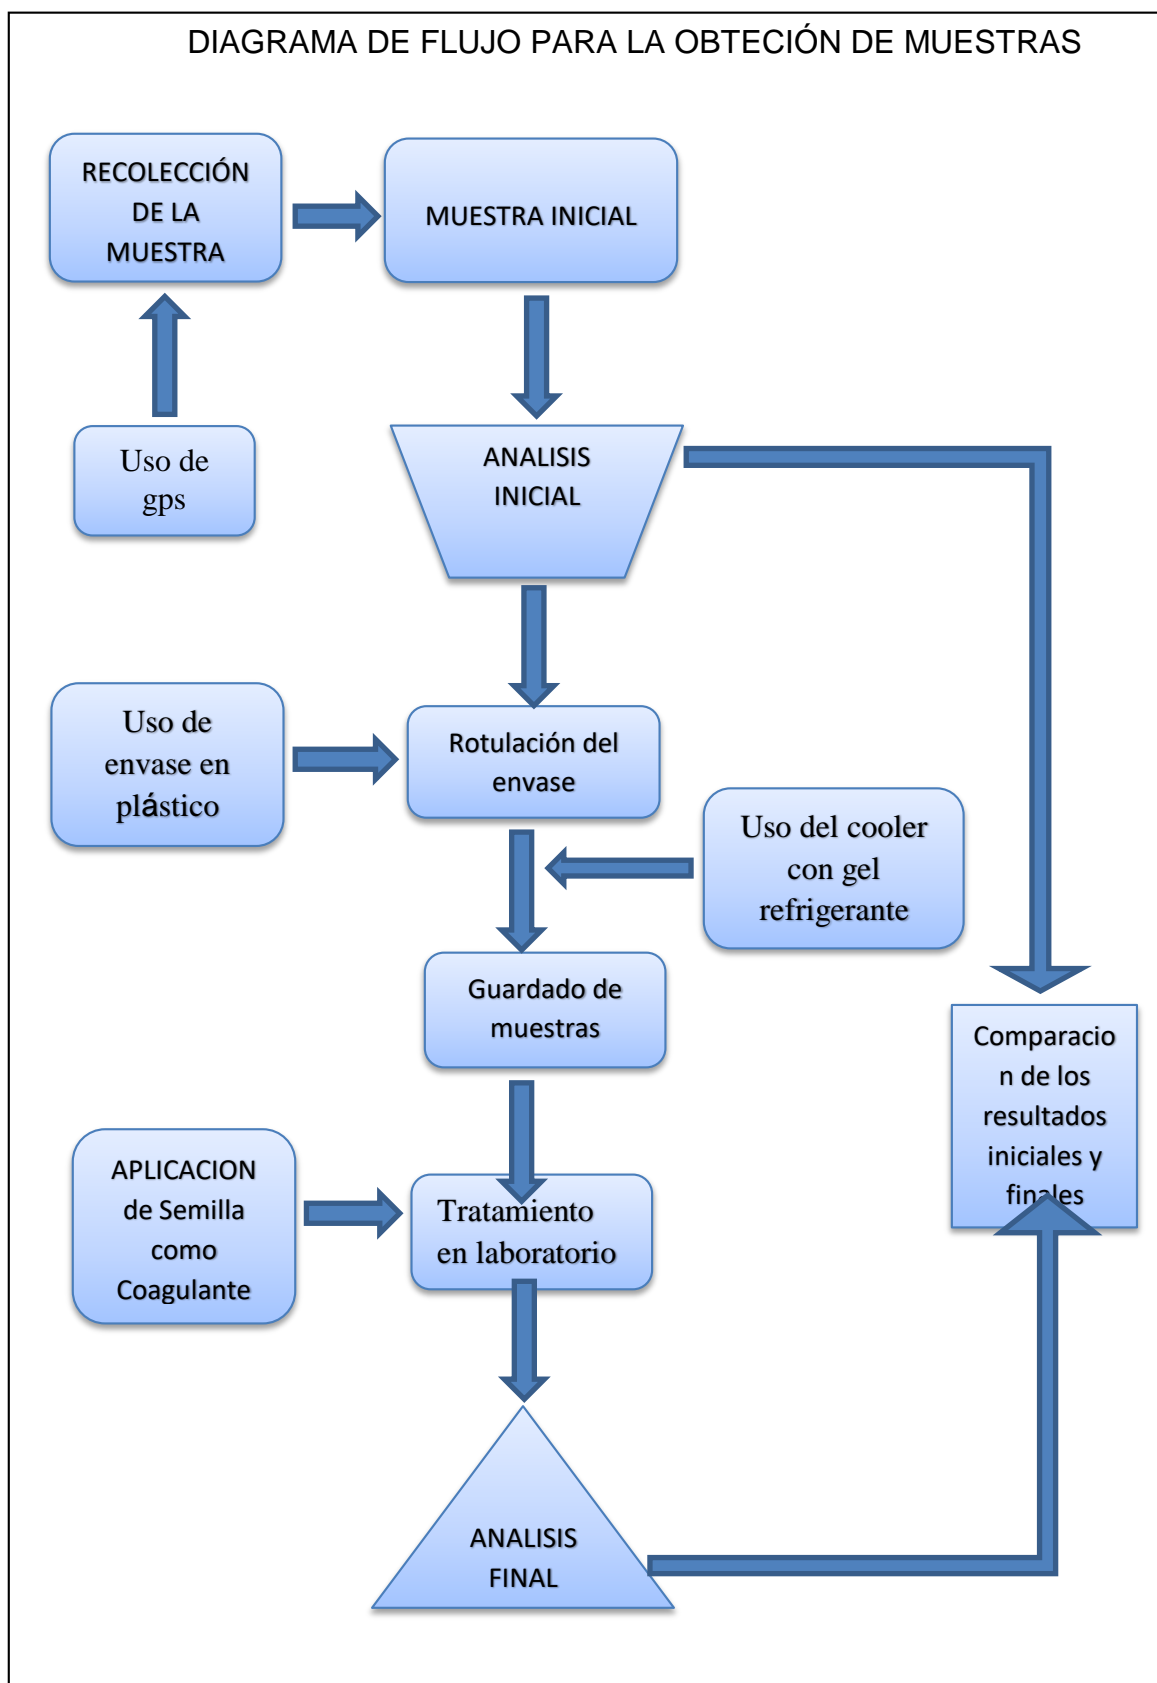 DIAGRAMA DE FLUJO PARA LA OBTECIÓN DE MUESTRAS
RECOLECCIÓN
DE LA
MUESTRA
MUESTRA INICIAL
Uso de
gps
ANALISIS
INICIAL
Uso de
envase en
plástico
Rotulación del
envase
Uso del cooler
con gel
refrigerante
Guardado de
muestras
Comparacio
n de los
resultados
iniciales y
finales
APLICACION
de Semilla
como
Coagulante
Tratamiento
en laboratorio
ANALISIS
FINAL